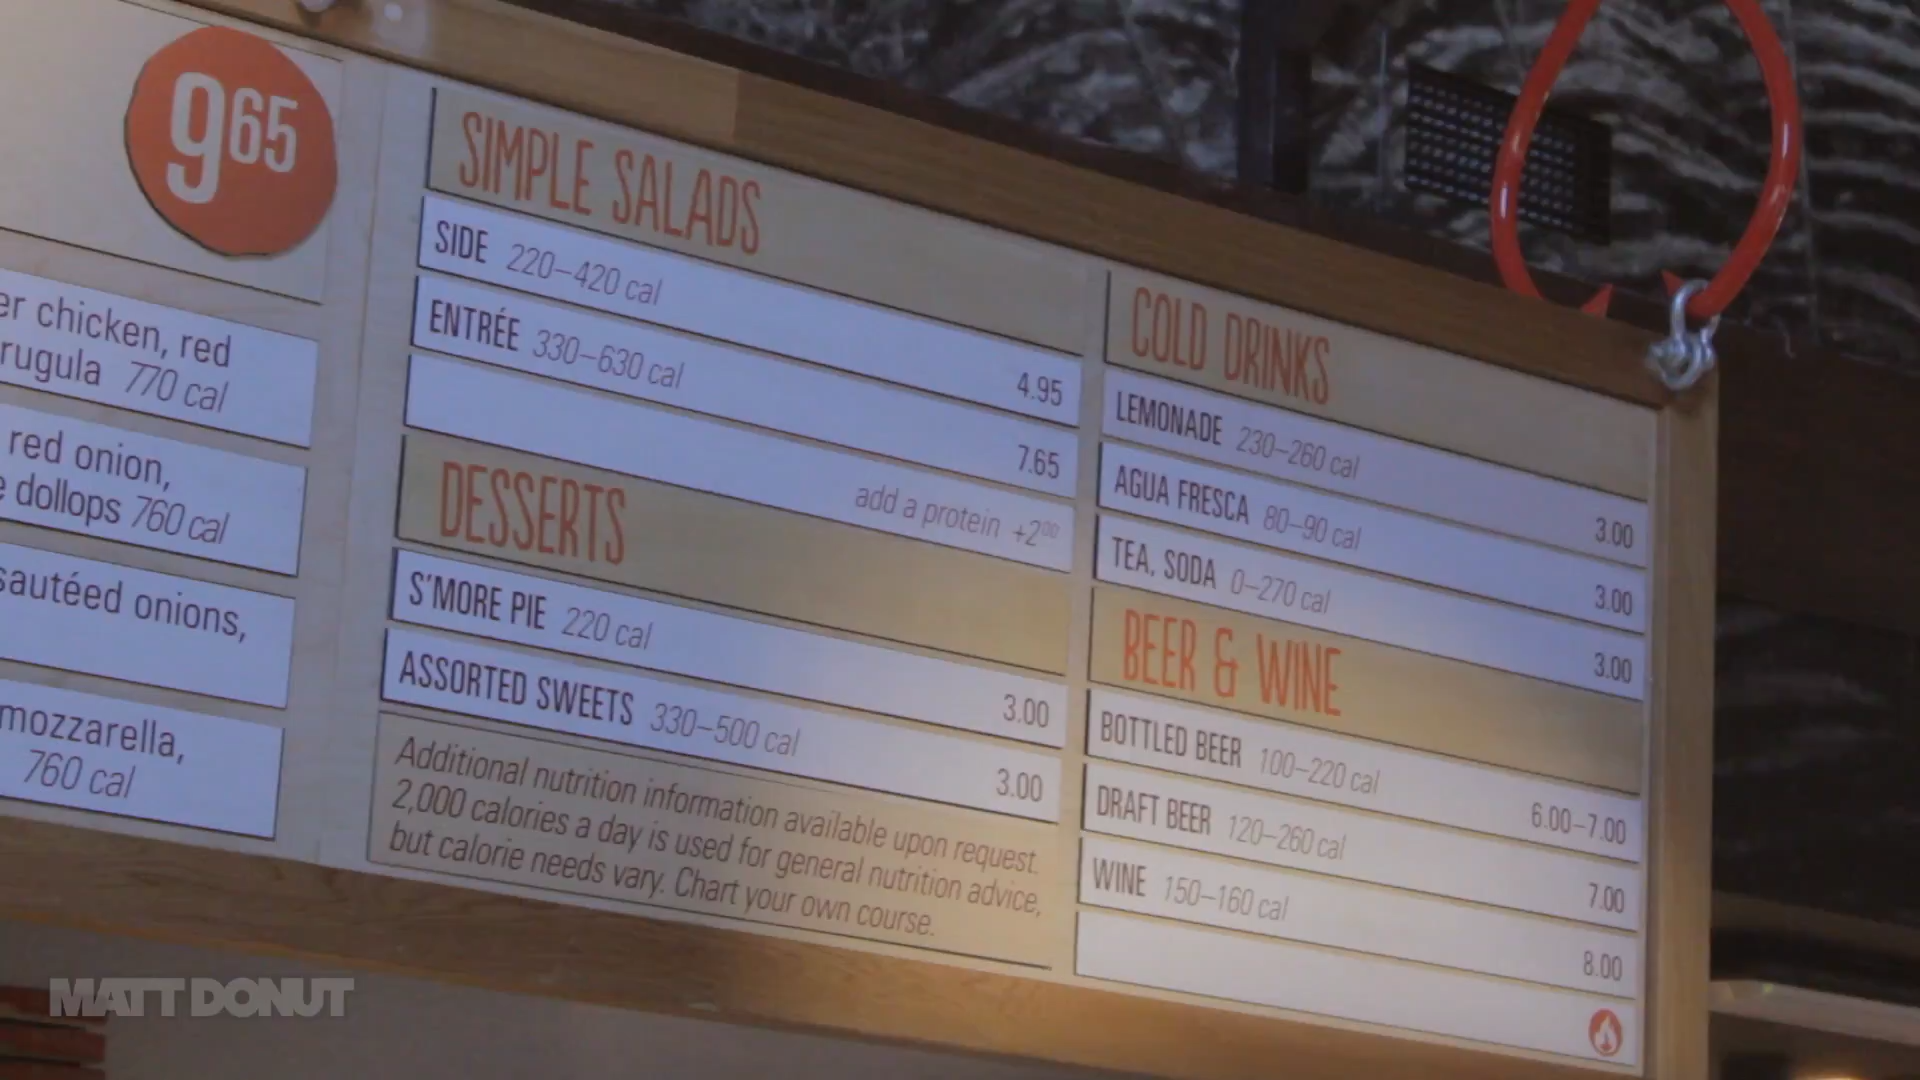 9⁶⁵
er chicken, red
rugula 770 cal
red onion,
e dollops 760 cal
sautéed onions,
mozzarella,
760 cal
SIMPLE SALADS
SIDE 220–420 cal 4.95
ENTRÉE 330–630 cal 7.65
add a protein +2⁰⁰
DESSERTS
S'MORE PIE 220 cal 3.00
ASSORTED SWEETS 330–500 cal 3.00
Additional nutrition information available upon request.
2,000 calories a day is used for general nutrition advice,
but calorie needs vary. Chart your own course.
COLD DRINKS
LEMONADE 230–260 cal 3.00
AGUA FRESCA 80–90 cal 3.00
TEA, SODA 0–270 cal 3.00
BEER & WINE
BOTTLED BEER 100–220 cal 6.00–7.00
DRAFT BEER 120–260 cal 7.00
WINE 150–160 cal 8.00
MATT DONUT